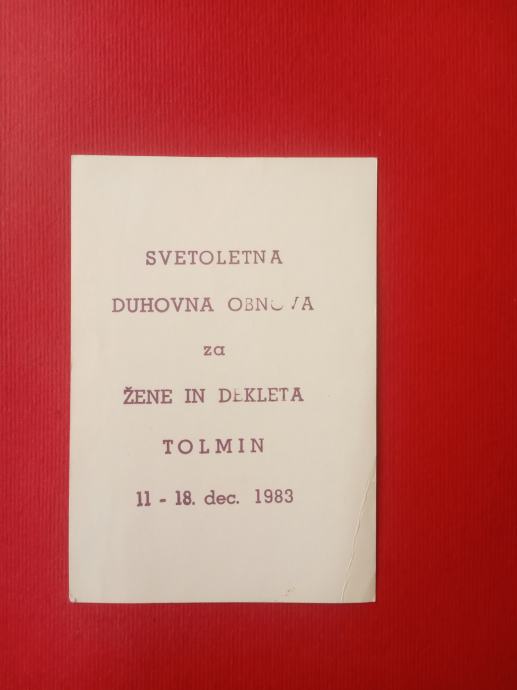 SVETOLETNA
DUHOVNA OBNOVA
za
ŽENE IN DEKLETA
TOLMIN
11 - 18. dec. 1983